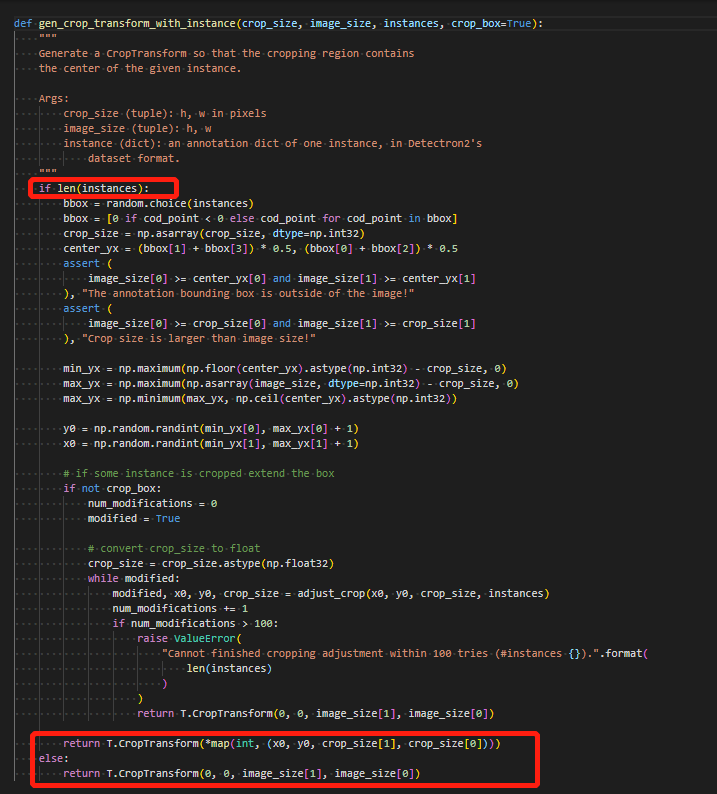 def gen_crop_transform_with_instance(crop_size, image_size, instances, crop_box=True):
    """
    Generate a CropTransform so that the cropping region contains
    the center of the given instance.

    Args:
        crop_size (tuple): h, w in pixels
        image_size (tuple): h, w
        instance (dict): an annotation dict of one instance, in Detectron2's
            dataset format.
    """
    if len(instances):
        bbox = random.choice(instances)
        bbox = [0 if cod_point < 0 else cod_point for cod_point in bbox]
        crop_size = np.asarray(crop_size, dtype=np.int32)
        center_yx = (bbox[1] + bbox[3]) * 0.5, (bbox[0] + bbox[2]) * 0.5
        assert (
            image_size[0] >= center_yx[0] and image_size[1] >= center_yx[1]
        ), "The annotation bounding box is outside of the image!"
        assert (
            image_size[0] >= crop_size[0] and image_size[1] >= crop_size[1]
        ), "Crop size is larger than image size!"

        min_yx = np.maximum(np.floor(center_yx).astype(np.int32) - crop_size, 0)
        max_yx = np.maximum(np.asarray(image_size, dtype=np.int32) - crop_size, 0)
        max_yx = np.minimum(max_yx, np.ceil(center_yx).astype(np.int32))

        y0 = np.random.randint(min_yx[0], max_yx[0] + 1)
        x0 = np.random.randint(min_yx[1], max_yx[1] + 1)

        # if some instance is cropped extend the box
        if not crop_box:
            num_modifications = 0
            modified = True

            # convert crop_size to float
            crop_size = crop_size.astype(np.float32)
            while modified:
                modified, x0, y0, crop_size = adjust_crop(x0, y0, crop_size, instances)
                num_modifications += 1
                if num_modifications > 100:
                    raise ValueError(
                        "Cannot finished cropping adjustment within 100 tries (#instances {}).".format(
                            len(instances)
                        )
                    )
                    return T.CropTransform(0, 0, image_size[1], image_size[0])

        return T.CropTransform(*map(int, (x0, y0, crop_size[1], crop_size[0])))
    else:
        return T.CropTransform(0, 0, image_size[1], image_size[0])